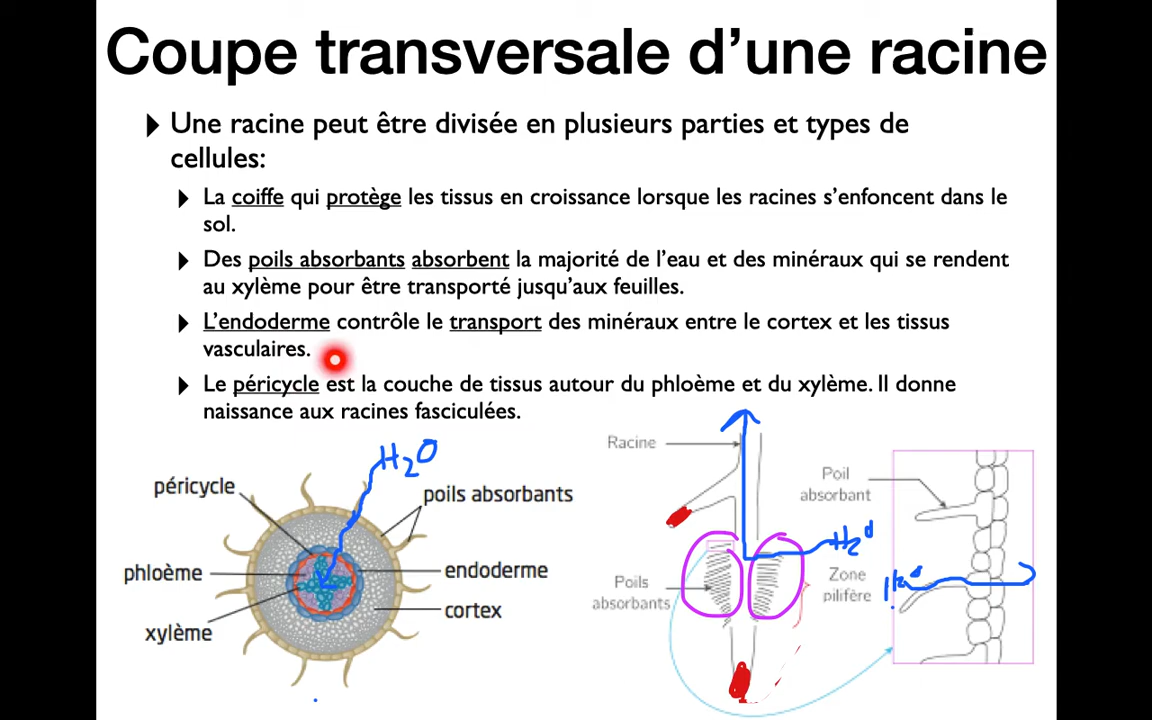 Coupe transversale d’une racine
Une racine peut être divisée en plusieurs parties et types de
cellules:
La coiffe qui protège les tissus en croissance lorsque les racines s’enfoncent dans le
sol.
Des poils absorbants absorbent la majorité de l’eau et des minéraux qui se rendent
au xylème pour être transporté jusqu’aux feuilles.
L’endoderme contrôle le transport des minéraux entre le cortex et les tissus
vasculaires.
Le péricycle est la couche de tissus autour du phloème et du xylème. Il donne
naissance aux racines fasciculées.
H2O
péricycle
poils absorbants
phloème
endoderme
cortex
xylème
Racine
Poil
absorbant
H2O
Poils
absorbants
Zone
pilifère
H2O